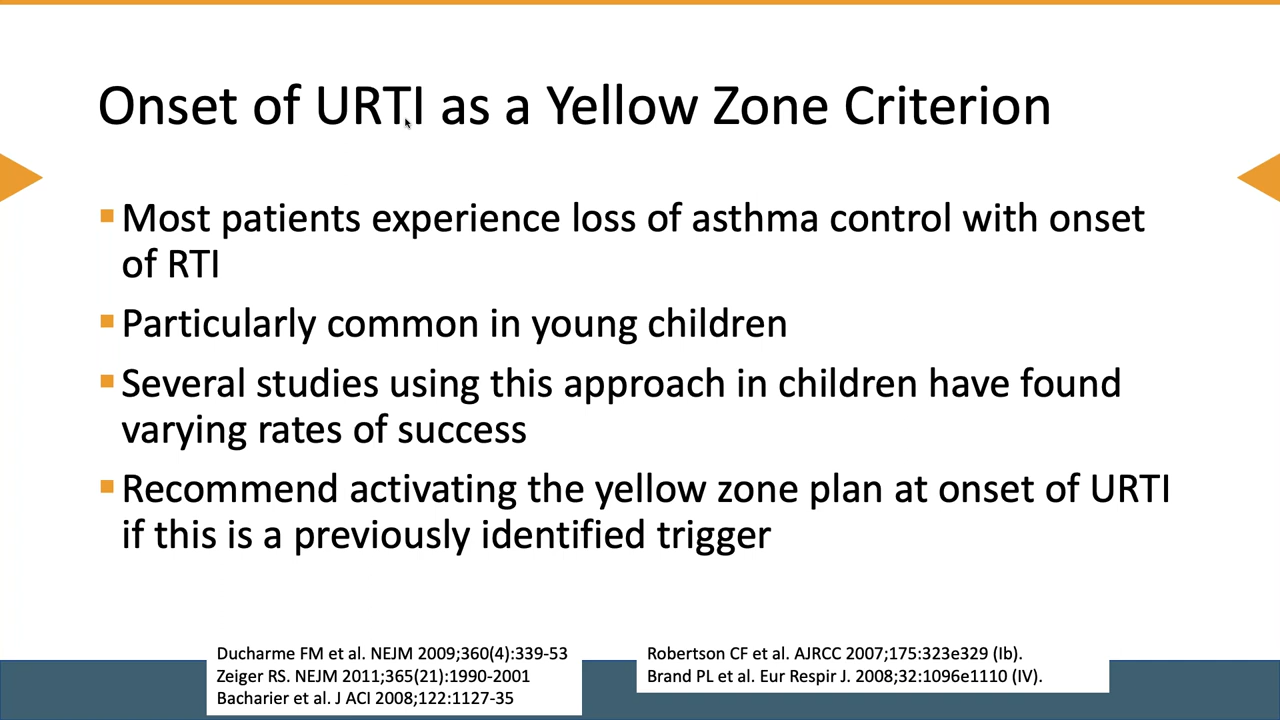 Onset of URTI as a Yellow Zone Criterion
Most patients experience loss of asthma control with onset
of RTI
Particularly common in young children
Several studies using this approach in children have found
varying rates of success
Recommend activating the yellow zone plan at onset of URTI
if this is a previously identified trigger
Ducharme FM et al. NEJM 2009;360(4):339-53
Zeiger RS. NEJM 2011;365(21):1990-2001
Bacharier et al. J ACI 2008;122:1127-35
Robertson CF et al. AJRCC 2007;175:323e329 (Ib).
Brand PL et al. Eur Respir J. 2008;32:1096e1110 (IV).